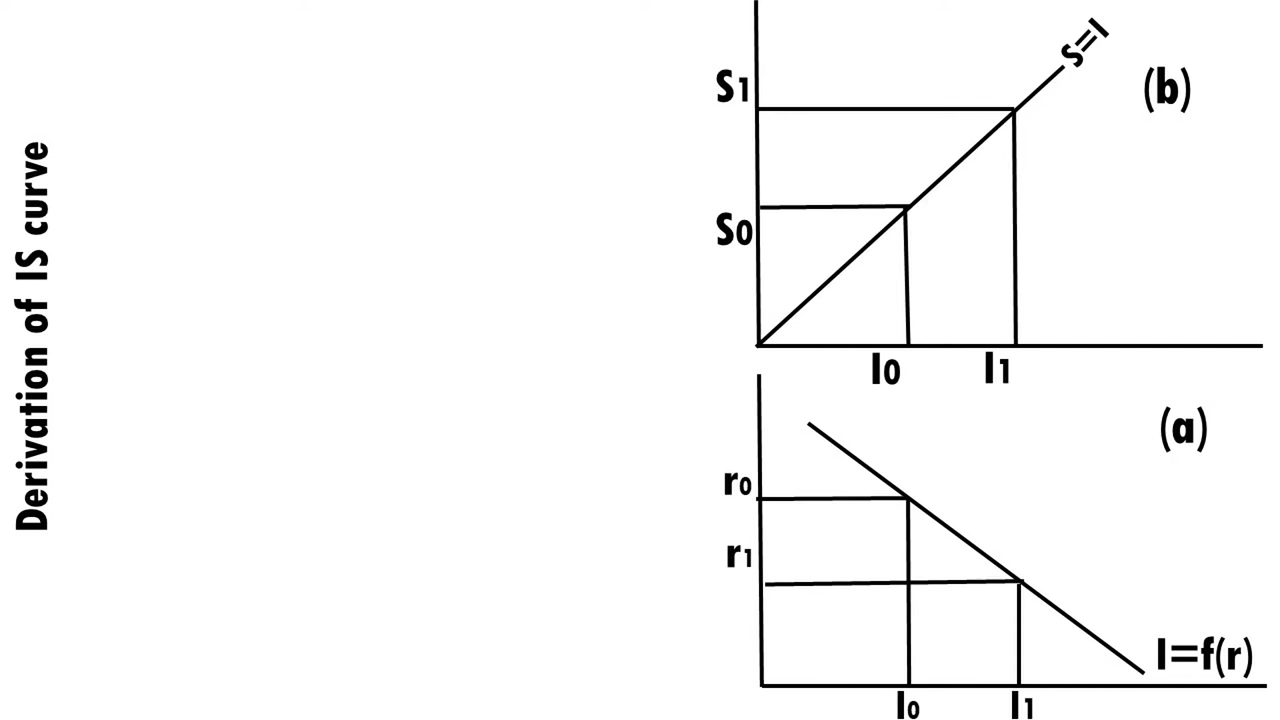 Derivation of IS curve
S=I
(b)
S1
S0
I0
I1
(a)
r0
r1
I=f(r)
I0
I1